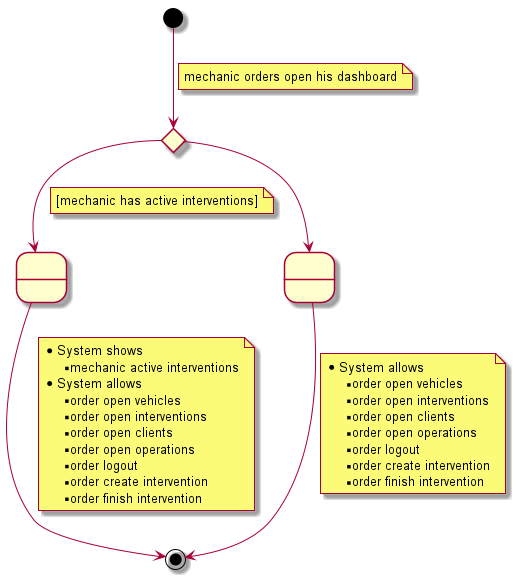 mechanic orders open his dashboard
[mechanic has active interventions]
System shows
mechanic active interventions
System allows
order open vehicles
order open interventions
order open clients
order open operations
order logout
order create intervention
order finish intervention
System allows
order open vehicles
order open interventions
order open clients
order open operations
order logout
order create intervention
order finish intervention